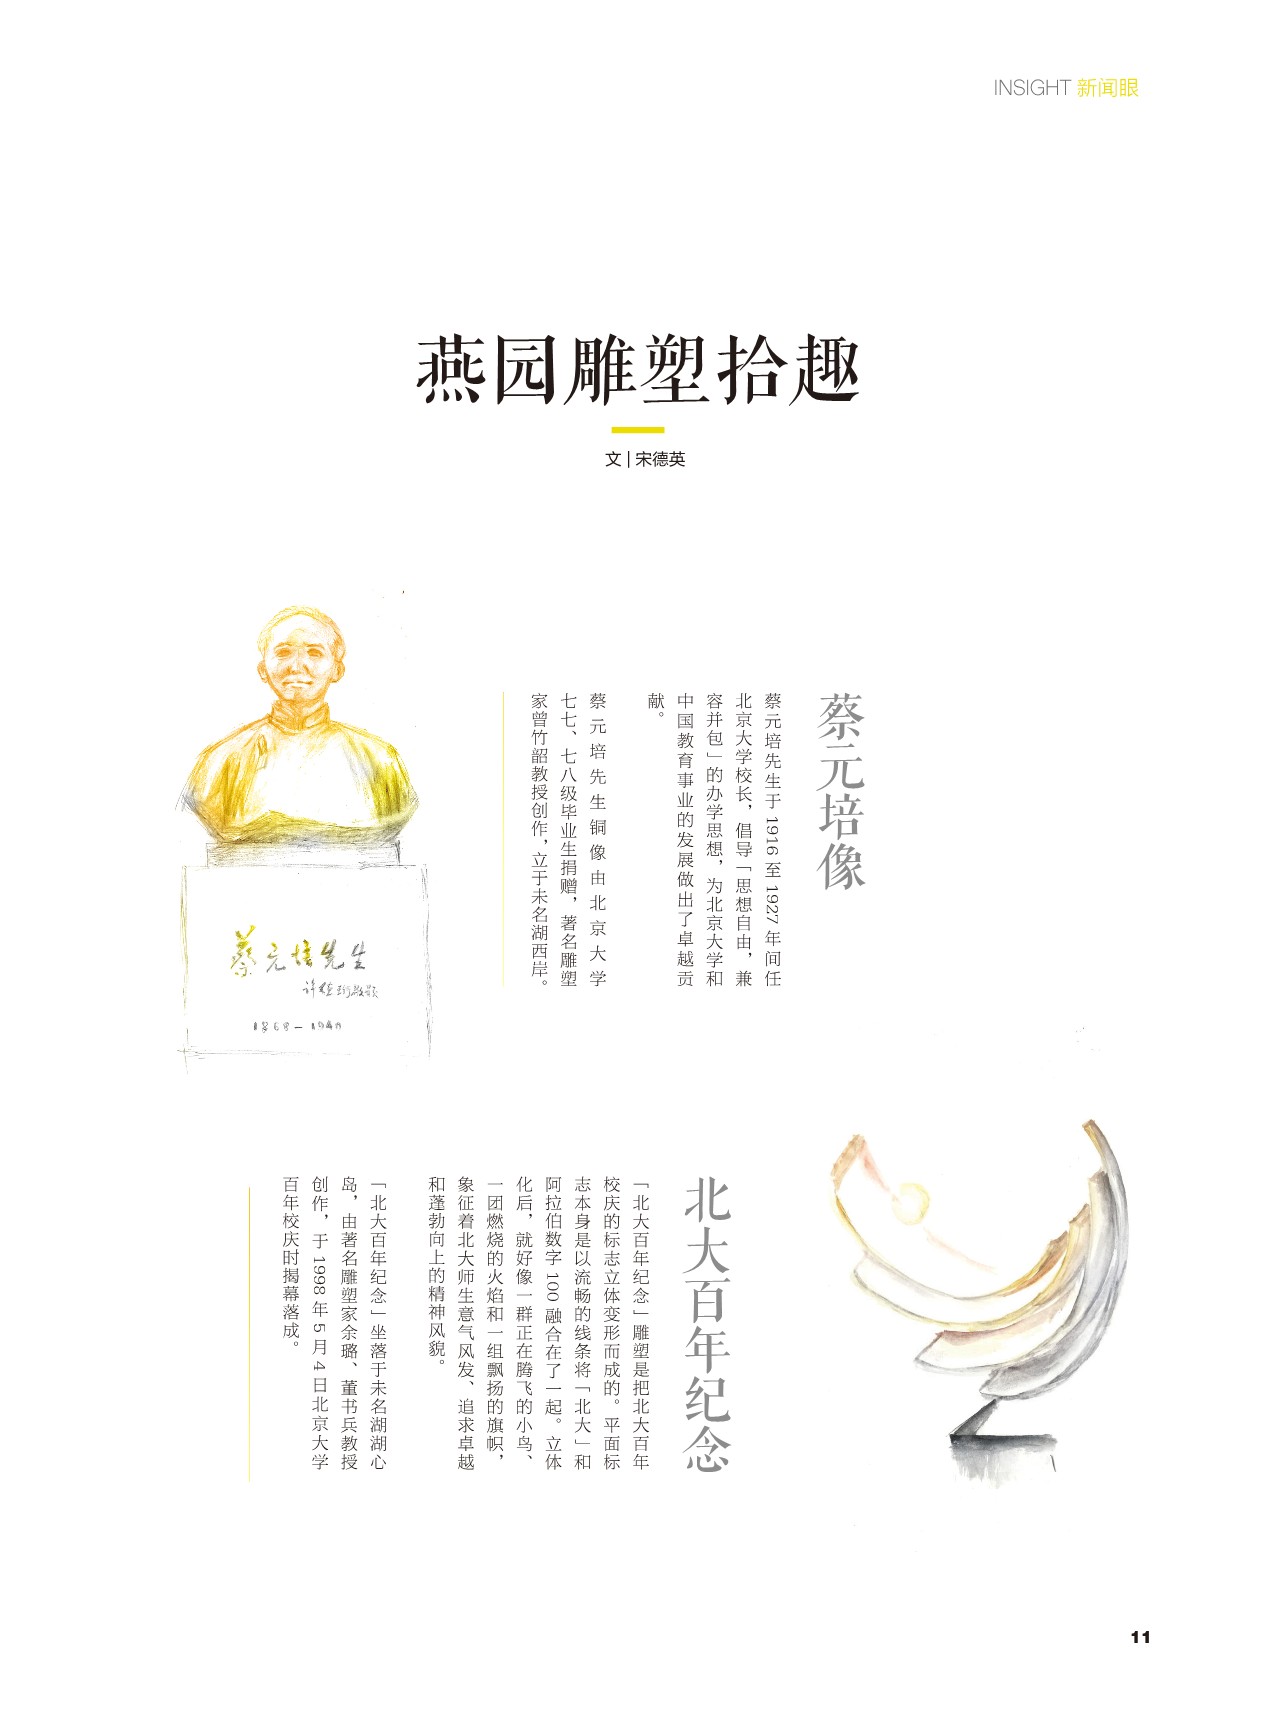 INSIGHT 新闻眼
燕园雕塑拾趣
文 | 宋德英
蔡元培像
蔡元培先生于 1916 至 1927 年间任
北京大学校长，倡导「思想自由，兼
容并包」的办学思想，为北京大学和
中国教育事业的发展做出了卓越贡
献。
蔡元培先生铜像由北京大学
七七、七八级毕业生捐赠，著名雕塑
家曾竹韶教授创作，立于未名湖西岸。
蔡元培先生
1868-1940
北大百年纪念
「北大百年纪念」雕塑是把北大百年
校庆的标志立体变形而成的。平面标
志本身是以流畅的线条将「北大」和
阿拉伯数字 100 融合在了一起。立体
化后，就好像一群正在腾飞的小鸟、
一团燃烧的火焰和一组飘扬的旗帜，
象征着北大师生意气风发、追求卓越
和蓬勃向上的精神风貌。
「北大百年纪念」坐落于未名湖湖心
岛，由著名雕塑家余璐、董书兵教授
创作，于 1998 年 5 月 4 日北京大学
百年校庆时揭幕落成。
11